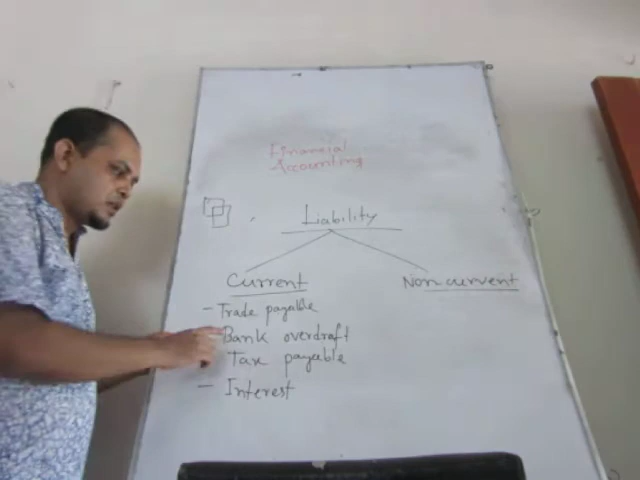 Financial
Accounting
Liability
Current
Non current
- Trade payable
- Bank overdraft
Tax payable
- Interest